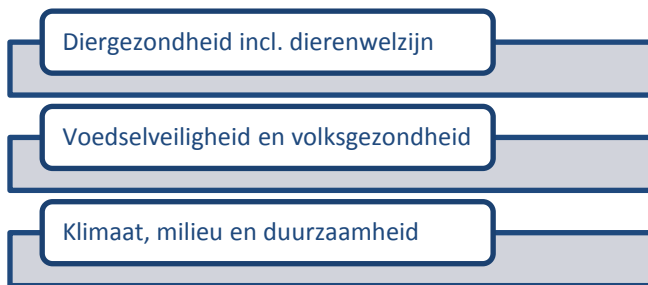 Diergezondheid incl. dierenwelzijn
Voedselveiligheid en volksgezondheid
Klimaat, milieu en duurzaamheid